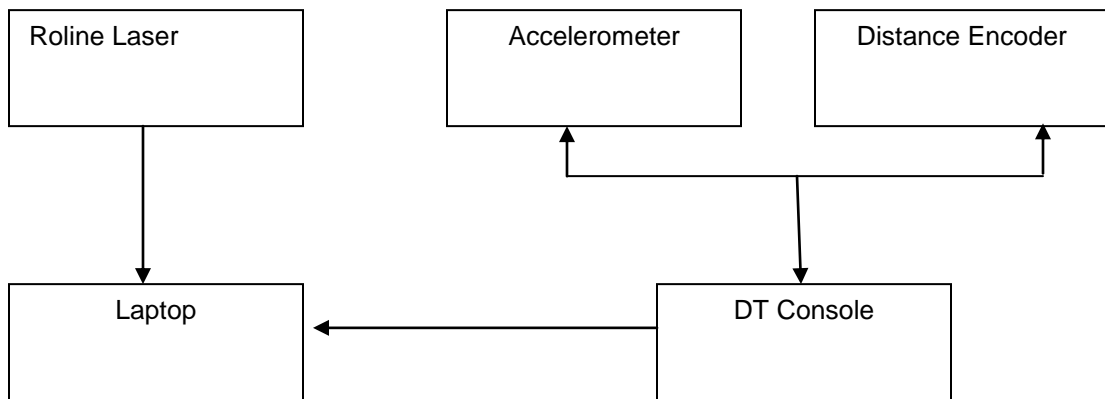 Roline Laser
Accelerometer
Distance Encoder
Laptop
DT Console